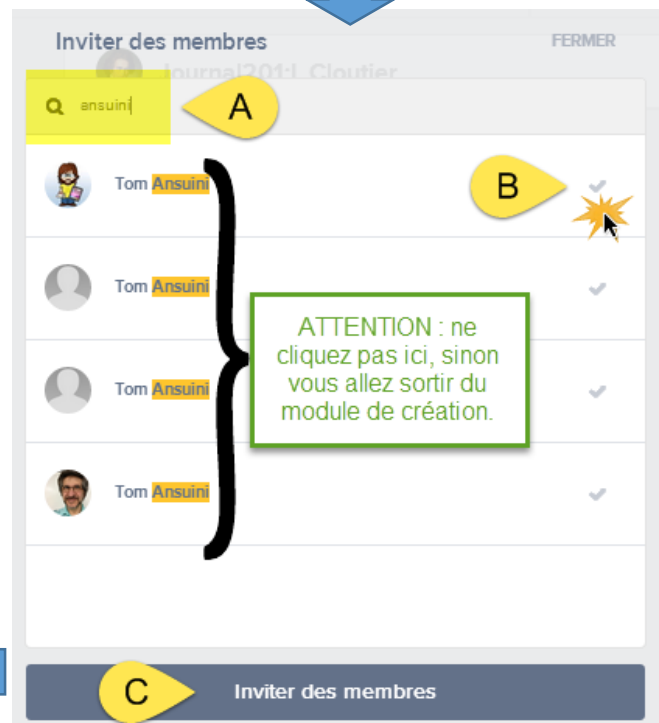 Inviter des membres FERMER
Journal201:L Cloutier
ansuini A
Tom Ansuini B
Tom Ansuini
Tom Ansuini
Tom Ansuini
ATTENTION : ne
cliquez pas ici, sinon
vous allez sortir du
module de création.
C Inviter des membres